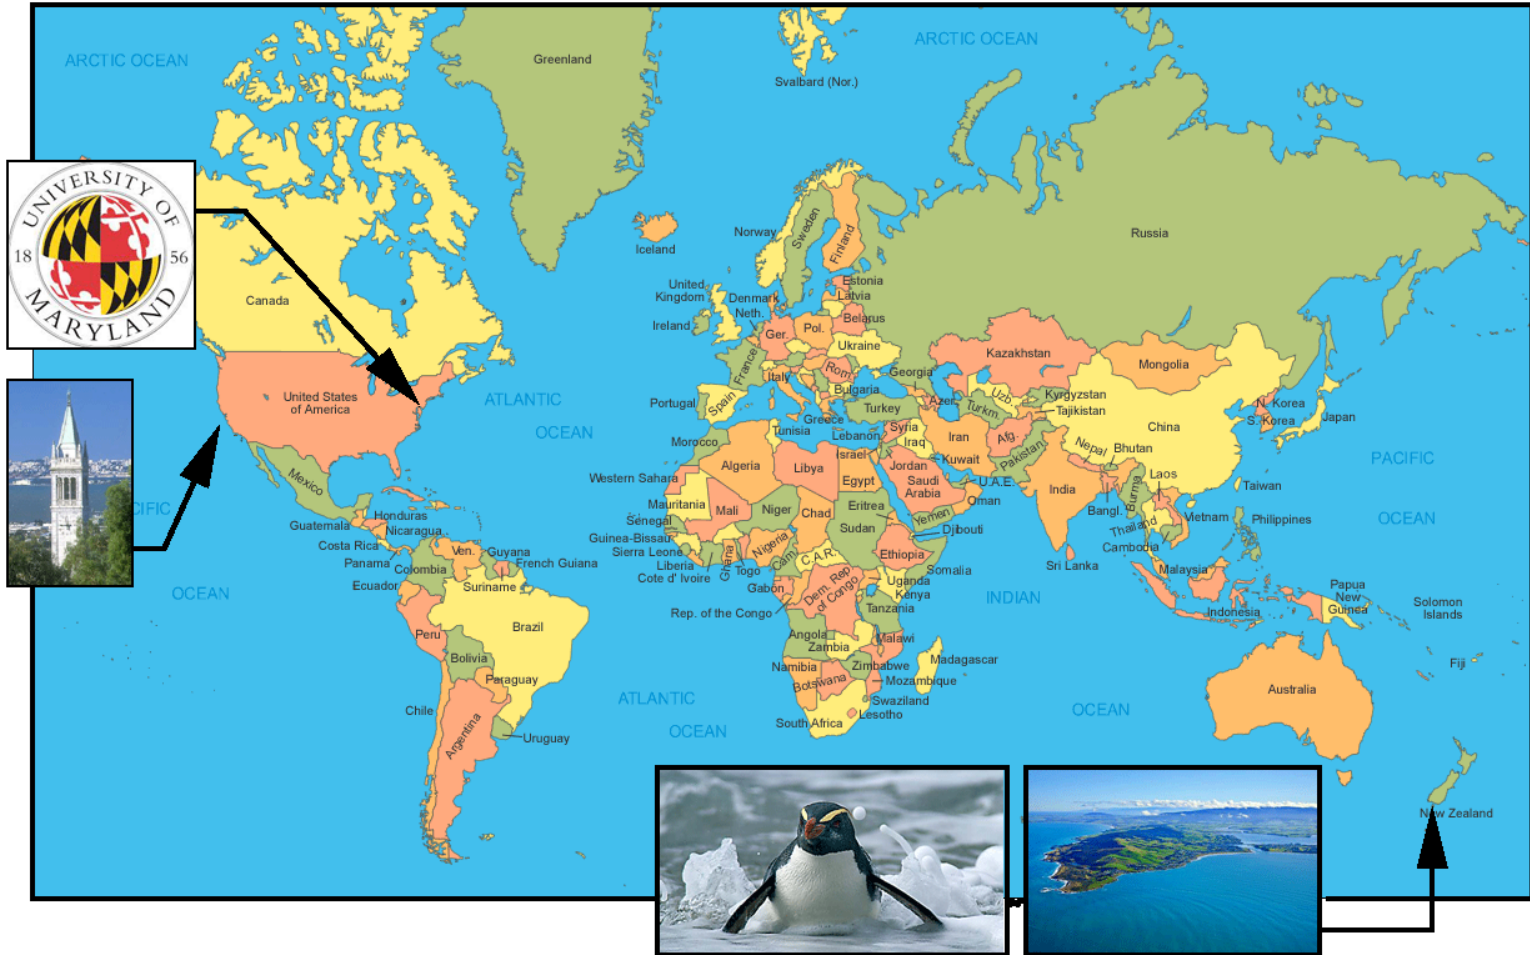 ARCTIC OCEAN
ARCTIC OCEAN
Greenland
Svalbard (Nor.)
UNIVERSITY OF
18 56
MARYLAND
Canada
Iceland
Norway
Sweden
Finland
Russia
United
Kingdom
Ireland
Denmark
Neth.
Estonia
Latvia
Belarus
Ger.
Pol.
Ukraine
France
Italy
Rom.
Bulgaria
Georgia
Kazakhstan
Mongolia
United States
of America
ATLANTIC
OCEAN
Portugal
Spain
Greece
Turkey
Azer.
Turkm.
Uzb.
Kyrgyzstan
Tajikistan
China
N. Korea
S. Korea
Japan
Morocco
Tunisia
Lebanon
Syria
Iraq
Iran
Afg.
Pakistan
Nepal
Bhutan
Israel
Jordan
Kuwait
PACIFIC
OCEAN
Mexico
Western Sahara
Algeria
Libya
Egypt
Saudi
Arabia
U.A.E.
Oman
India
Bangl.
Burma
Laos
Taiwan
CIFIC
OCEAN
Mauritania
Mali
Niger
Chad
Sudan
Eritrea
Yemen
Djibouti
Thailand
Vietnam
Cambodia
Philippines
Honduras
Guatemala
Nicaragua
Costa Rica
Panama
Ven.
Guyana
French Guiana
Suriname
Colombia
Ecuador
Senegal
Guinea-Bissau
Sierra Leone
Liberia
Cote d' Ivoire
Ghana
Togo
Nigeria
Cam.
C.A.R.
Ethiopia
Somalia
Sri Lanka
Malaysia
Indonesia
Papua
New
Guinea
Solomon
Islands
Gabon
Rep. of the Congo
Dem. Rep
of Congo
Uganda
Kenya
Tanzania
INDIAN
OCEAN
Peru
Brazil
Bolivia
Paraguay
Chile
Argentina
Uruguay
ATLANTIC
OCEAN
Angola
Zambia
Malawi
Namibia
Botswana
Zimbabwe
Mozambique
Madagascar
Swaziland
Lesotho
South Africa
Australia
Fiji
New Zealand